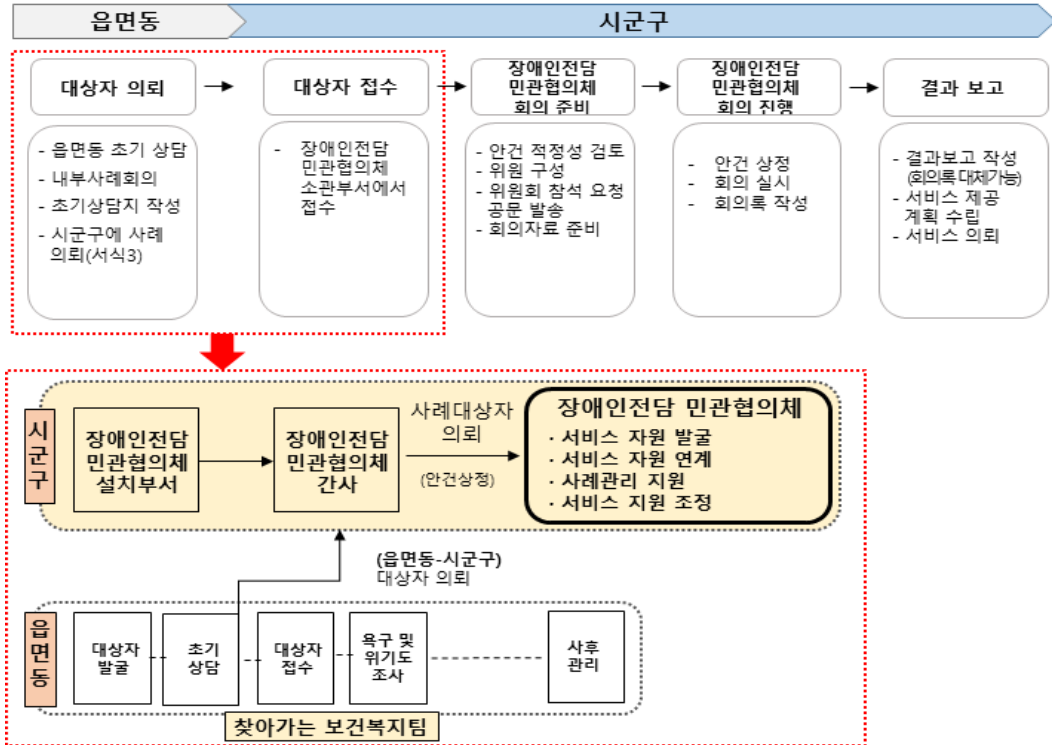 읍면동
시군구
대상자 의뢰
대상자 접수
장애인전담
민관협의체
회의 준비
징애인전담
민관협의체
회의 진행
결과 보고
- 읍면동 초기 상담
- 내부사례회의
- 초기상담지 작성
- 시군구에 사례
의뢰(서식3)
- 장애인전담
민관협의체
소관부서에서
접수
- 안건 적정성 검토
- 위원 구성
- 위원회 참석 요청
공문 발송
- 회의자료 준비
- 안건 상정
- 회의 실시
- 회의록 작성
- 결과보고 작성
(회의록 대체가능)
- 서비스 제공
계획 수립
- 서비스 의뢰
시군구
장애인전담
민관협의체
설치부서
장애인전담
민관협의체
간사
사례대상자
의뢰
(안건상정)
장애인전담 민관협의체
· 서비스 자원 발굴
· 서비스 자원 연계
· 사례관리 지원
· 서비스 지원 조정
(읍면동-시군구)
대상자 의뢰
읍면동
대상자
발굴
초기
상담
대상자
접수
욕구 및
위기도
조사
사후
관리
찾아가는 보건복지팀